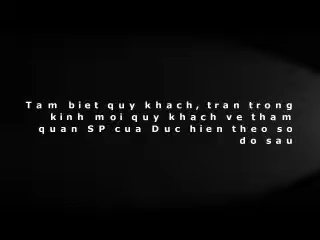 Tam biet quy khach, tran trong
kinh moi quy khach ve tham
quan SP cua Duc hien theo so
do sau